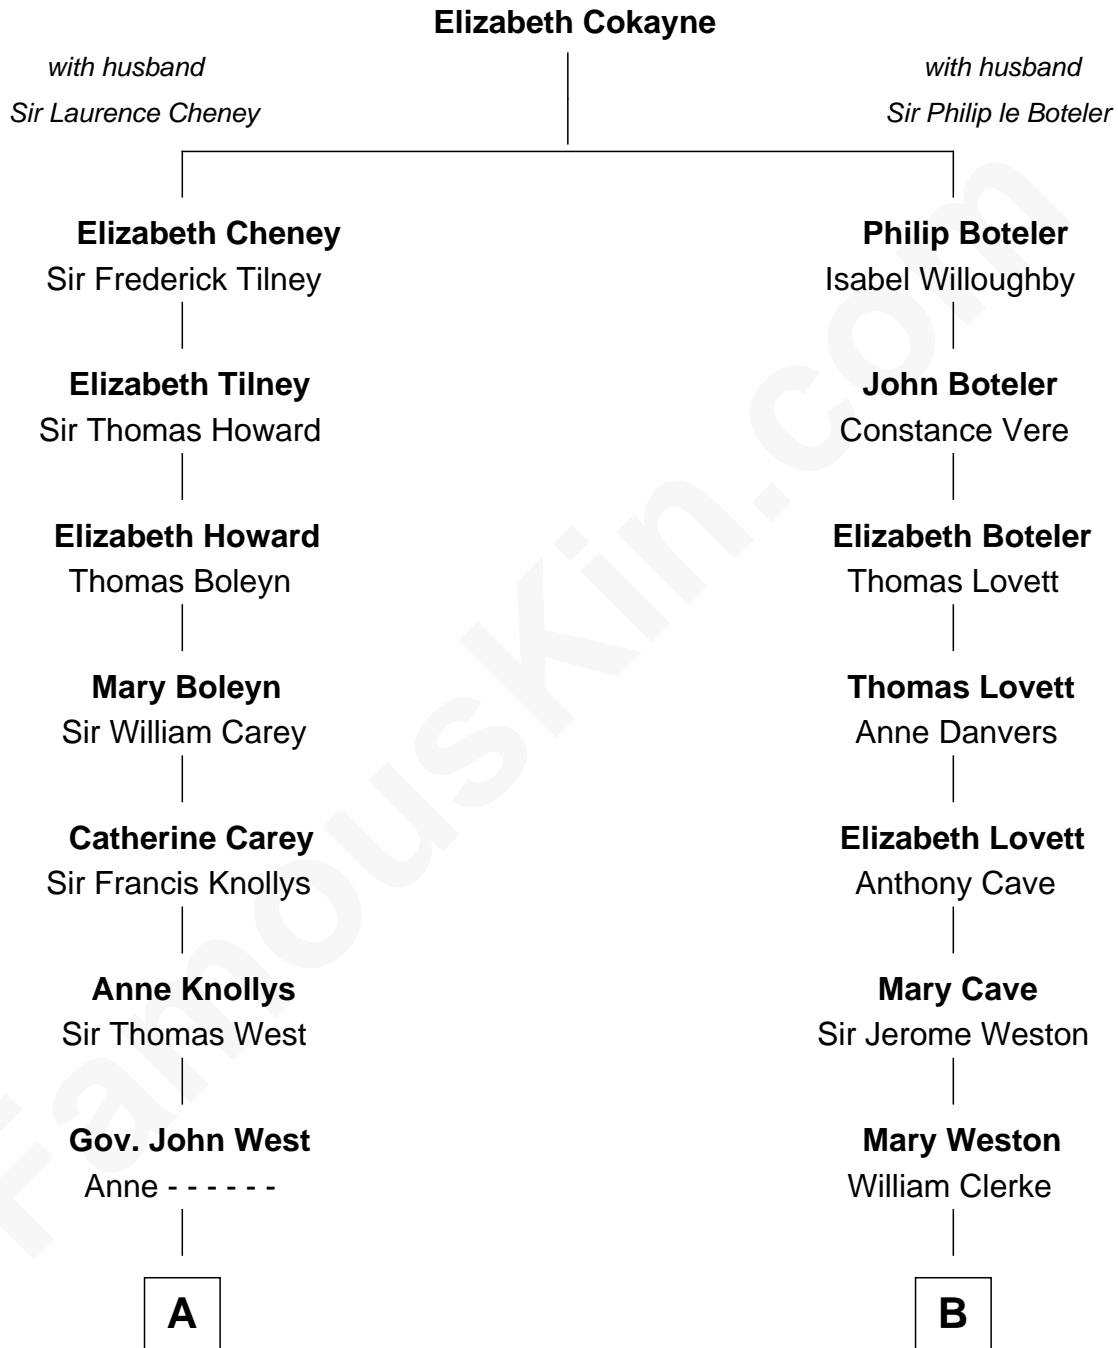 Elizabeth Cokayne
with husband
Sir Laurence Cheney
with husband
Sir Philip le Boteler
Elizabeth Cheney
Sir Frederick Tilney
Philip Boteler
Isabel Willoughby
Elizabeth Tilney
Sir Thomas Howard
John Boteler
Constance Vere
Elizabeth Howard
Thomas Boleyn
Elizabeth Boteler
Thomas Lovett
Mary Boleyn
Sir William Carey
Thomas Lovett
Anne Danvers
Catherine Carey
Sir Francis Knollys
Elizabeth Lovett
Anthony Cave
Anne Knollys
Sir Thomas West
Mary Cave
Sir Jerome Weston
Gov. John West
Anne - - - - - -
Mary Weston
William Clerke
A
B
FamousKin.com